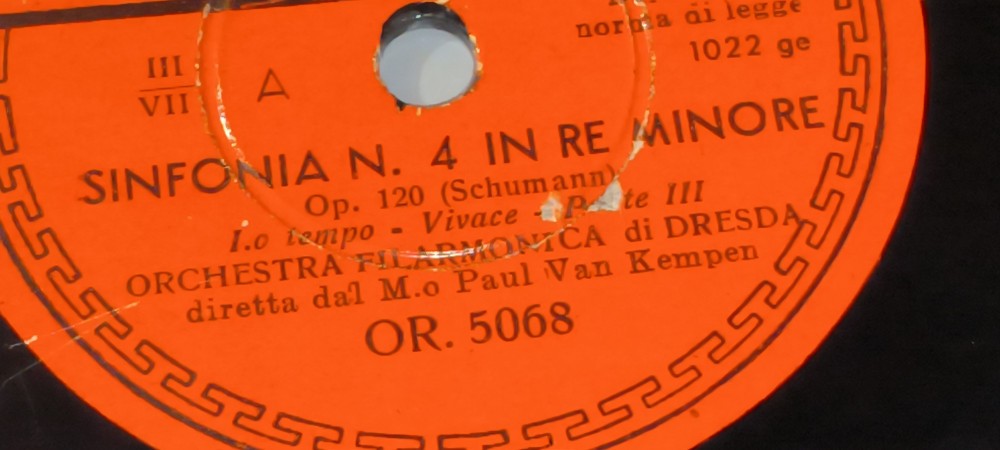 norma di legge
1022 ge
III
VII
A
SINFONIA N. 4 IN RE MINORE
Op. 120 (Schumann)
I.o tempo - Vivace - Parte III
ORCHESTRA FILARMONICA di DRESDA
diretta dal M.o Paul Van Kempen
OR. 5068